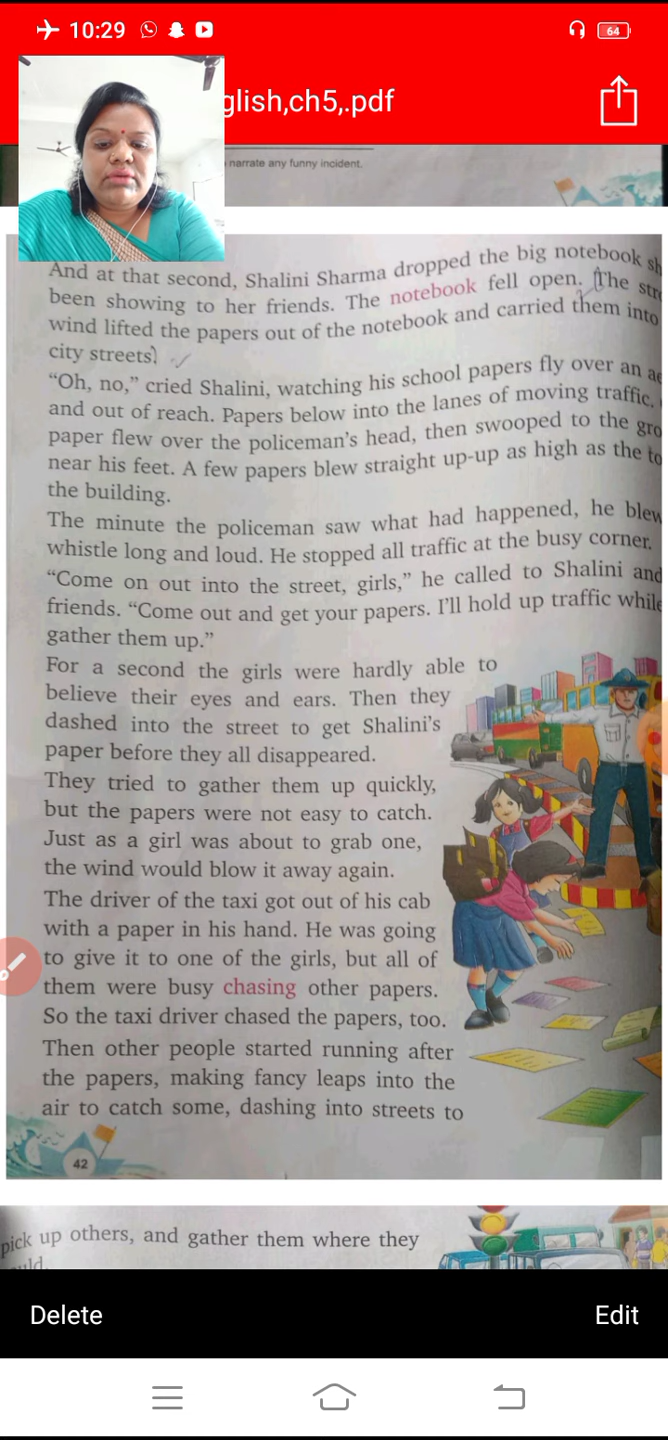 10:29
64
glish,ch5,.pdf
narrate any funny incident.
And at that second, Shalini Sharma dropped the big notebook sh
been showing to her friends. The notebook fell open. The str
wind lifted the papers out of the notebook and carried them into
city streets.
“Oh, no,” cried Shalini, watching his school papers fly over an a
and out of reach. Papers below into the lanes of moving traffic.
paper flew over the policeman’s head, then swooped to the gro
near his feet. A few papers blew straight up-up as high as the to
the building.
The minute the policeman saw what had happened, he blew
whistle long and loud. He stopped all traffic at the busy corner.
“Come on out into the street, girls,” he called to Shalini and
friends. “Come out and get your papers. I’ll hold up traffic while
gather them up.”
For a second the girls were hardly able to
believe their eyes and ears. Then they
dashed into the street to get Shalini’s
paper before they all disappeared.
They tried to gather them up quickly,
but the papers were not easy to catch.
Just as a girl was about to grab one,
the wind would blow it away again.
The driver of the taxi got out of his cab
with a paper in his hand. He was going
to give it to one of the girls, but all of
them were busy chasing other papers.
So the taxi driver chased the papers, too.
Then other people started running after
the papers, making fancy leaps into the
air to catch some, dashing into streets to
42
pick up others, and gather them where they
Delete
Edit